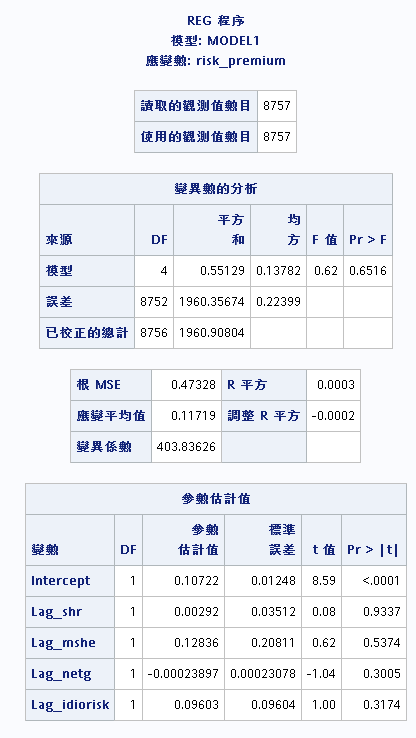 REG 程序
模型: MODEL1
應變數: risk_premium
讀取的觀測值數目 8757
使用的觀測值數目 8757
變異數的分析
來源 DF 平方和 均方 F 值 Pr > F
模型 4 0.55129 0.13782 0.62 0.6516
誤差 8752 1960.35674 0.22399
已校正的總計 8756 1960.90804
根 MSE 0.47328 R 平方 0.0003
應變平均值 0.11719 調整 R 平方 -0.0002
變異係數 403.83626
參數估計值
變數 DF 參數估計值 標準誤差 t 值 Pr > |t|
Intercept 1 0.10722 0.01248 8.59 <.0001
Lag_shr 1 0.00292 0.03512 0.08 0.9337
Lag_mshe 1 0.12836 0.20811 0.62 0.5374
Lag_netg 1 -0.00023897 0.00023078 -1.04 0.3005
Lag_idiorisk 1 0.09603 0.09604 1.00 0.3174